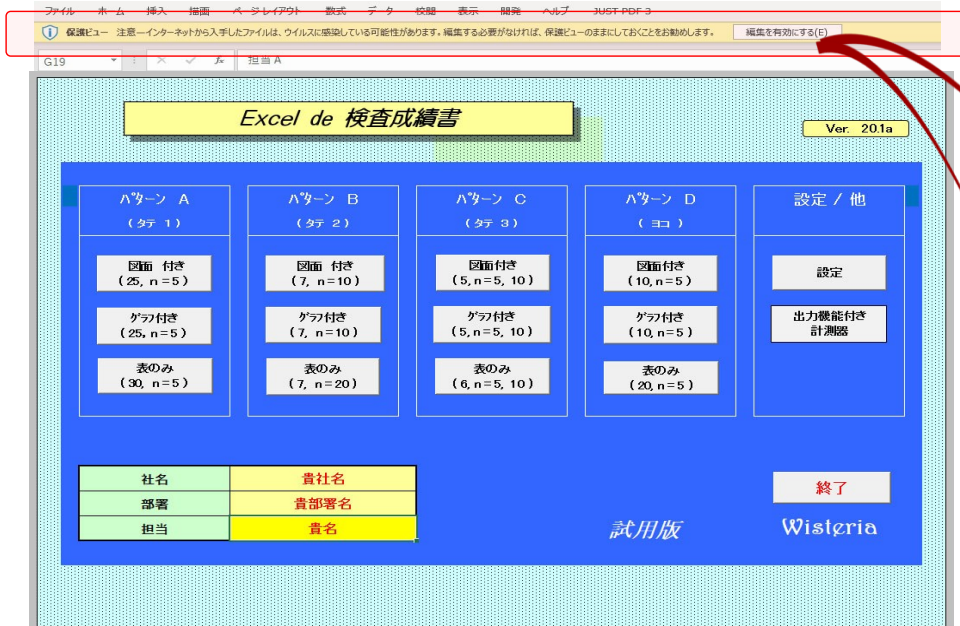 ファイル ホーム 挿入 描画 ページレイアウト 数式 データ 校閲 表示 開発 ヘルプ JUST PDF 3
保護ビュー 注意―インターネットから入手したファイルは、ウイルスに感染している可能性があります。編集する必要がなければ、保護ビューのままにしておくことをお勧めします。 編集を有効にする(E)
G19 fx 担当 A
Excel de 検査成績書
Ver. 20.1a
パターン A パターン B パターン C パターン D 設定 / 他
(タテ 1) (タテ 2) (タテ 3) (ヨコ)
図面 付き 図面 付き 図面付き 図面付き 設定
(25, n=5) (7, n=10) (5,n=5, 10) (10,n=5)
グラフ付き グラフ付き グラフ付き グラフ付き 出力機能付き
(25, n=5) (7, n=10) (5,n=5, 10) (10,n=5) 計測器
表のみ 表のみ 表のみ 表のみ
(30, n=5) (7, n=20) (6,n=5, 10) (20,n=5)
社名 貴社名
部署 貴部署名
担当 貴名
終了
試用版 Wisteria